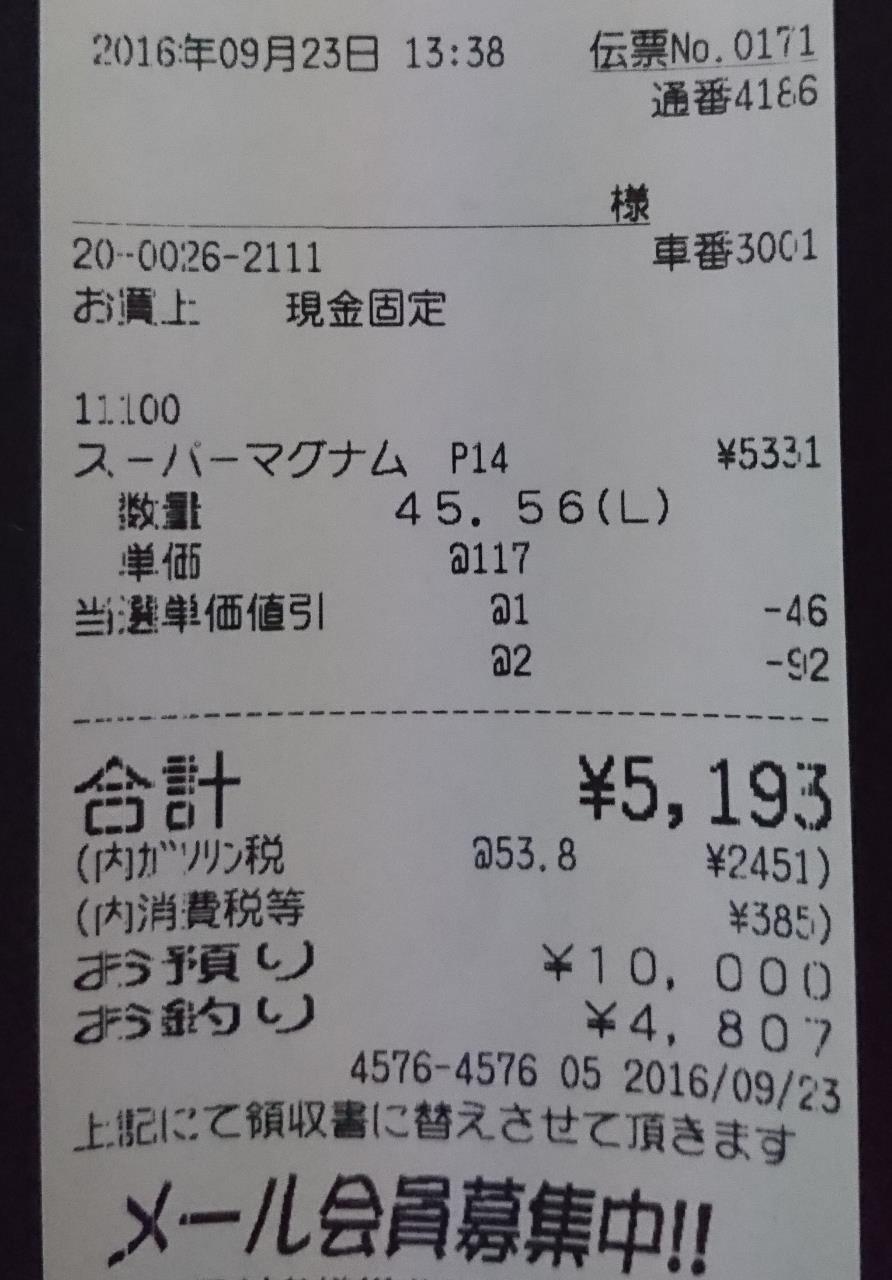 2016年09月23日 13:38 伝票No.0171
通番4186
様
20-0026-2111 車番3001
お買上 現金固定
11100
スーパーマグナム P14 ¥5331
数量 45.56(L)
単価 @117
当選単価値引 @1 -46
@2 -92
合計 ¥5,193
(内ガソリン税 @53.8 ¥2451)
(内消費税等 ¥385)
お預り ¥10,000
お釣り ¥4,807
4576-4576 05 2016/09/23
上記にて領収書に替えさせて頂きます
メール会員募集中!!